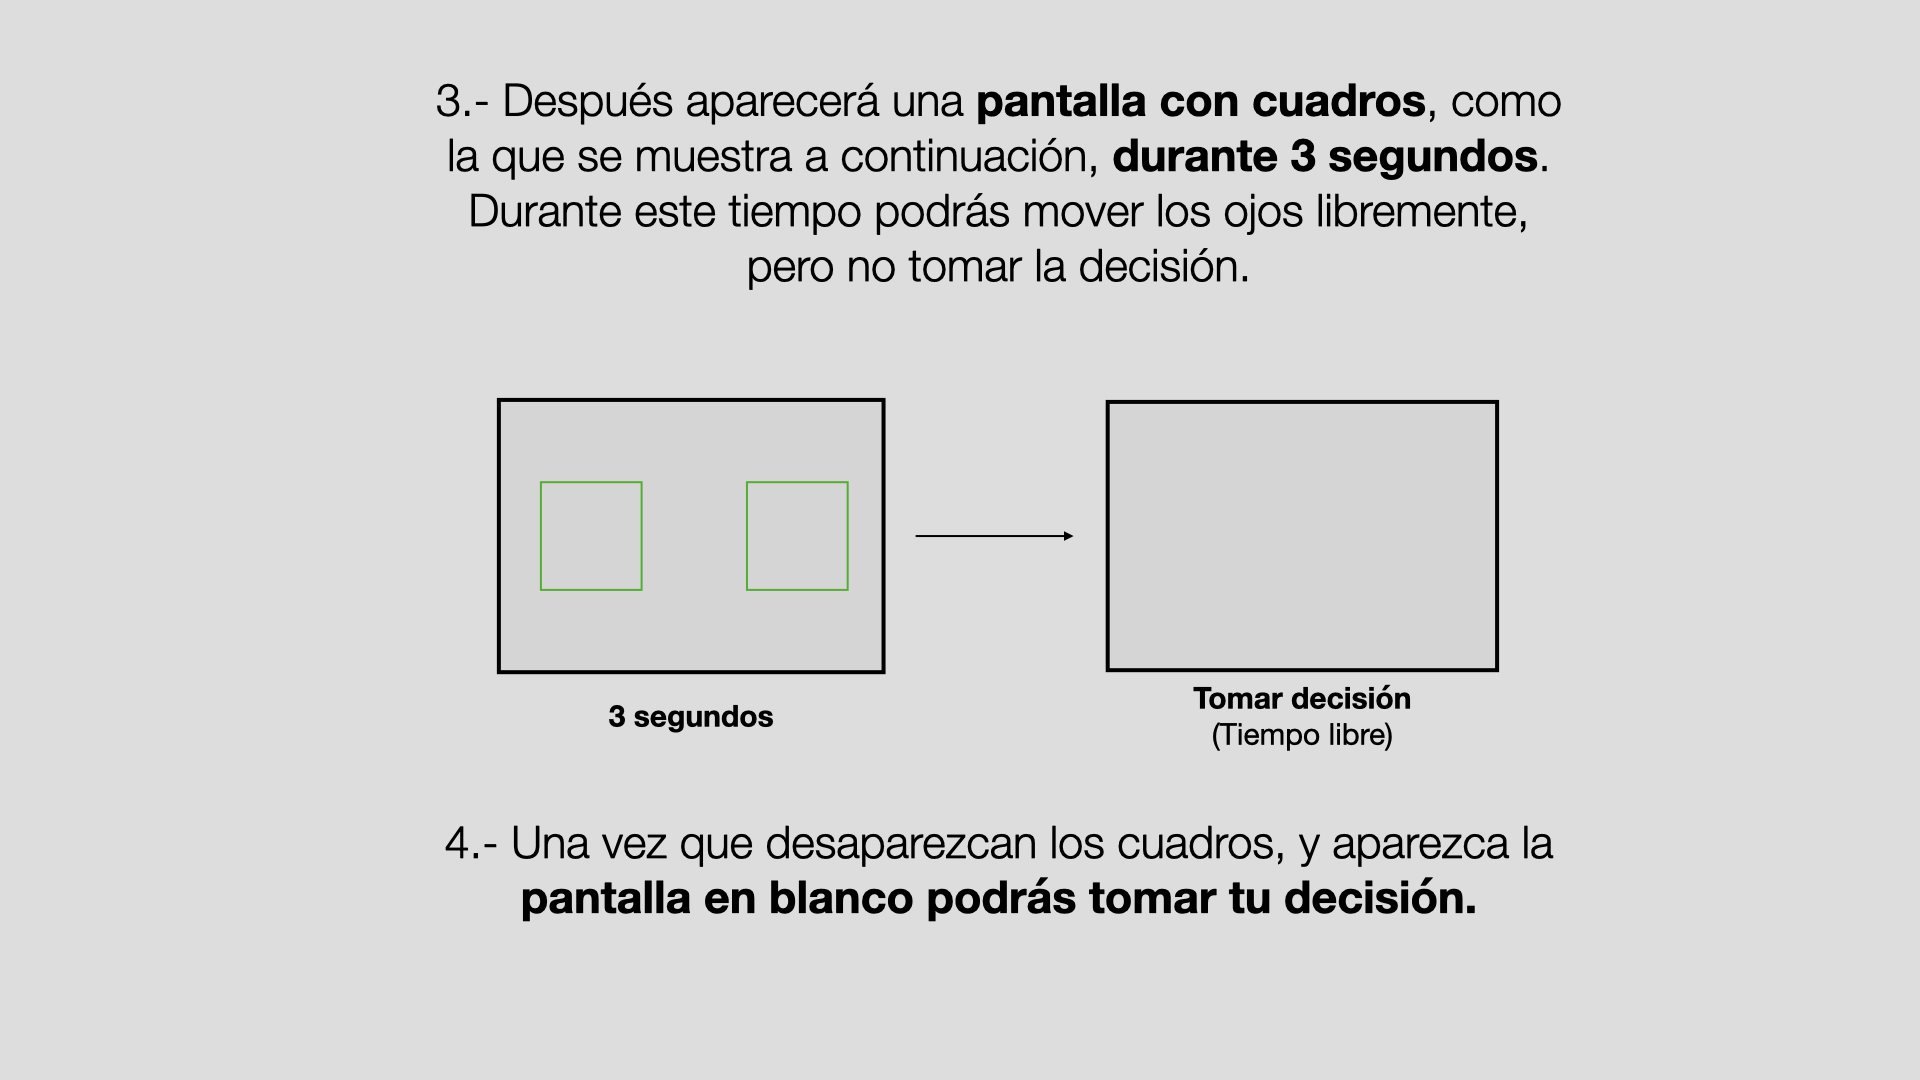 3.- Después aparecerá una pantalla con cuadros, como
la que se muestra a continuación, durante 3 segundos.
Durante este tiempo podrás mover los ojos libremente,
pero no tomar la decisión.
3 segundos
Tomar decisión
(Tiempo libre)
4.- Una vez que desaparezcan los cuadros, y aparezca la
pantalla en blanco podrás tomar tu decisión.